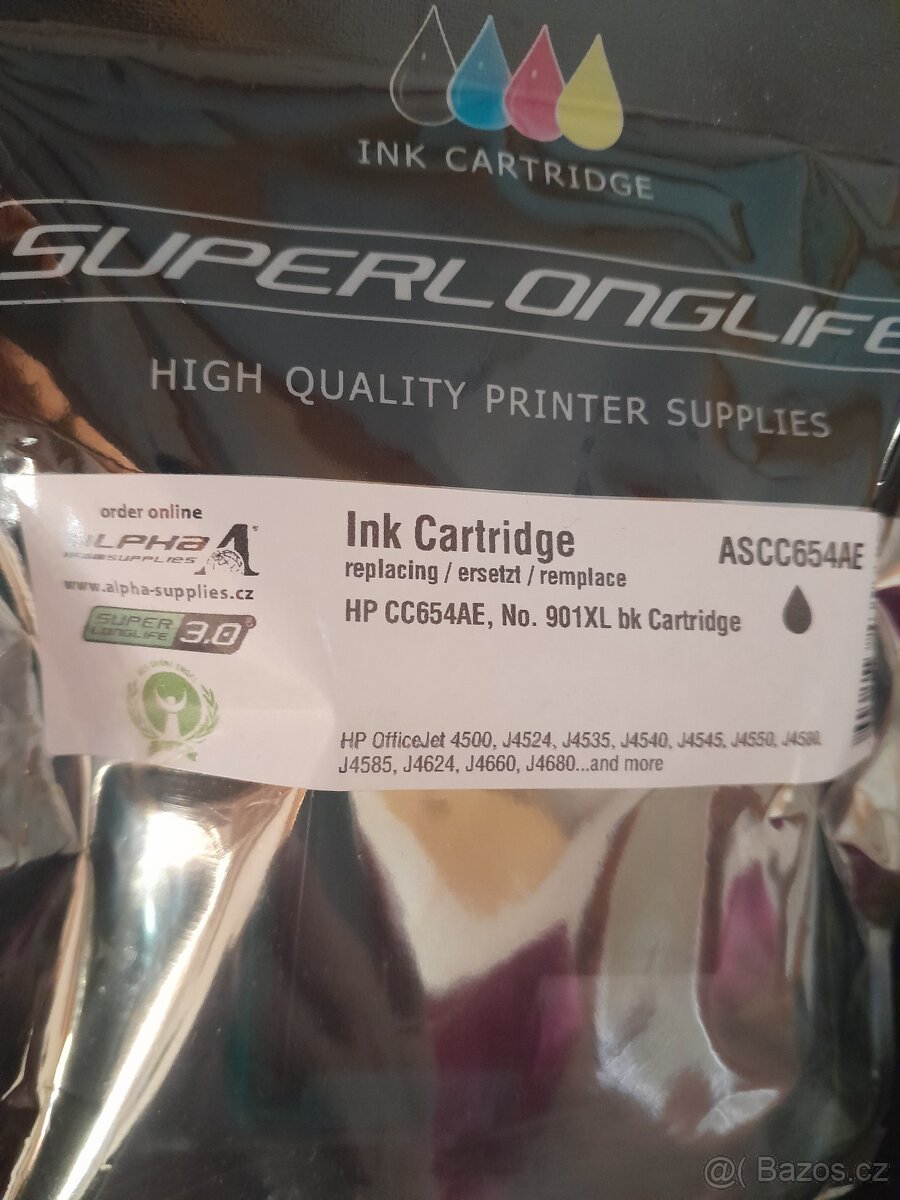 INK CARTRIDGE
SUPERLONGLIFE
HIGH QUALITY PRINTER SUPPLIES
order online
ALPHA
SUPPLIES
www.alpha-supplies.cz
SUPER
LONGLIFE 3.0
Ink Cartridge
ASCC654AE
replacing / ersetzt / remplace
HP CC654AE, No. 901XL bk Cartridge
HP OfficeJet 4500, J4524, J4535, J4540, J4545, J4550, J4580
J4585, J4624, J4660, J4680...and more
@( Bazos.cz